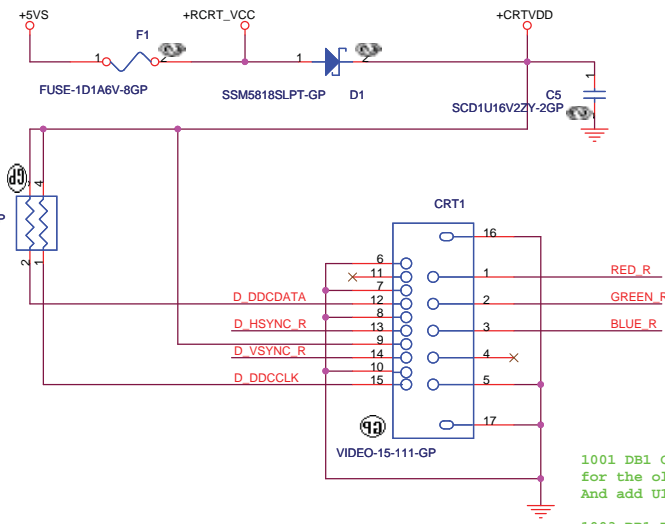 +5VS +RCRT_VCC +CRTVDD
F1
1 2 1 2
FUSE-1D1A6V-8GP SSM5818SLPT-GP D1
C5
1
SCD1U16V2ZY-2GP
4
2 1
CRT1
16
6
11 1 RED_R
7
D_DDCDATA 12 2 GREEN_R
8
D_HSYNC_R 13 3 BLUE_R
9
D_VSYNC_R 14 4
10
D_DDCCLK 15 5
GP 17
VIDEO-15-111-GP
1001 DB1
for the
And add